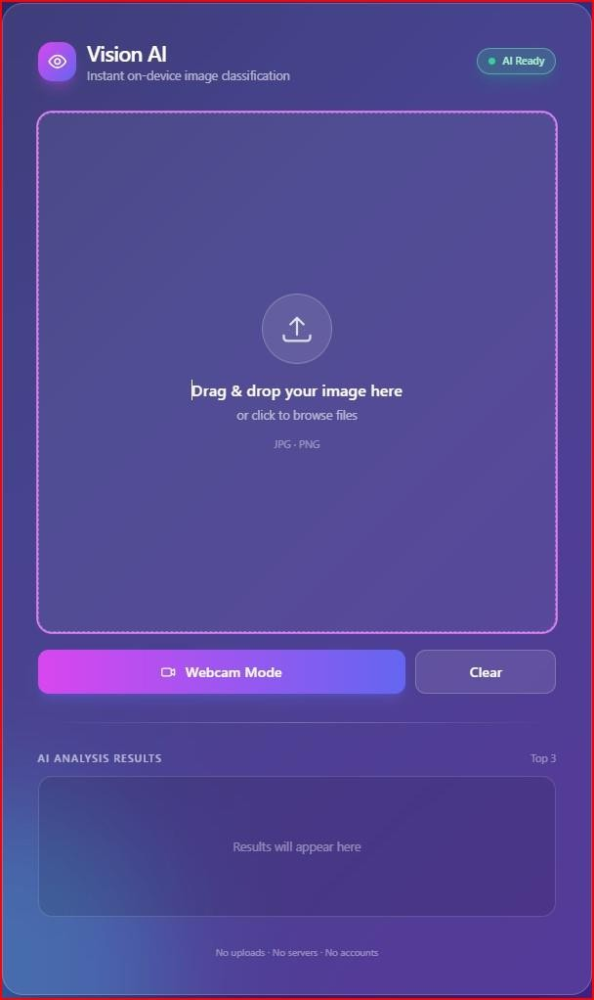 Vision AI
Instant on-device image classification
AI Ready
Drag & drop your image here
or click to browse files
JPG · PNG
Webcam Mode
Clear
AI ANALYSIS RESULTS
Top 3
Results will appear here
No uploads · No servers · No accounts